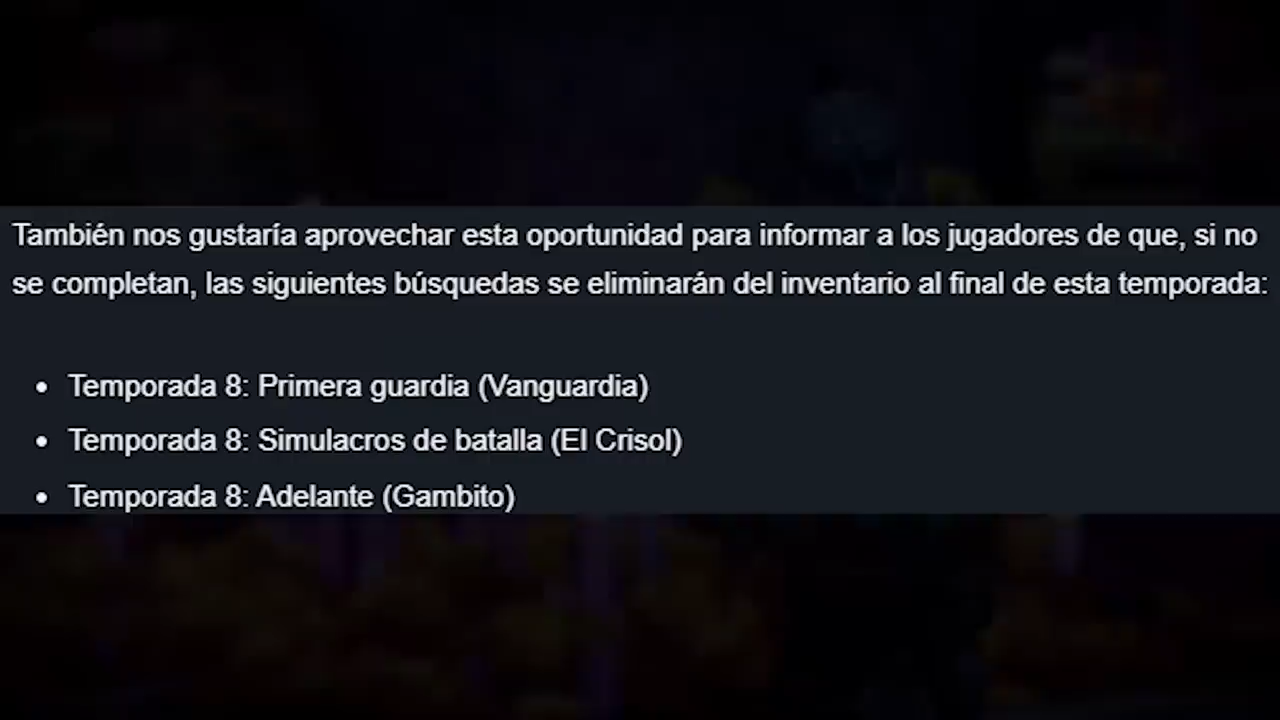 También nos gustaría aprovechar esta oportunidad para informar a los jugadores de que, si no
se completan, las siguientes búsquedas se eliminarán del inventario al final de esta temporada:
• Temporada 8: Primera guardia (Vanguardia)
• Temporada 8: Simulacros de batalla (El Crisol)
• Temporada 8: Adelante (Gambito)